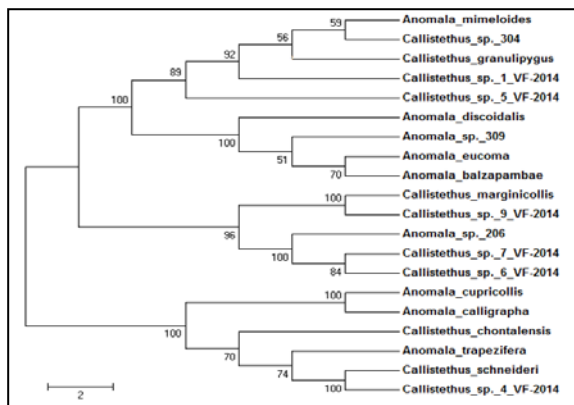 59 Anomala_mimeloides
56 Callistethus_sp._304
92 Callistethus_granulipygus
89 Callistethus_sp._1_VF-2014
100 Callistethus_sp._5_VF-2014
Anomala_discoidalis
100 Anomala_sp._309
51 Anomala_eucoma
70 Anomala_balzapambae
100 Callistethus_marginicollis
96 Callistethus_sp._9_VF-2014
Anomala_sp._206
100 Callistethus_sp._7_VF-2014
84 Callistethus_sp._6_VF-2014
100 Anomala_cupricollis
100 Anomala_calligrapha
Callistethus_chontalensis
70 Anomala_trapezifera
74 Callistethus_schneideri
100 Callistethus_sp._4_VF-2014
2